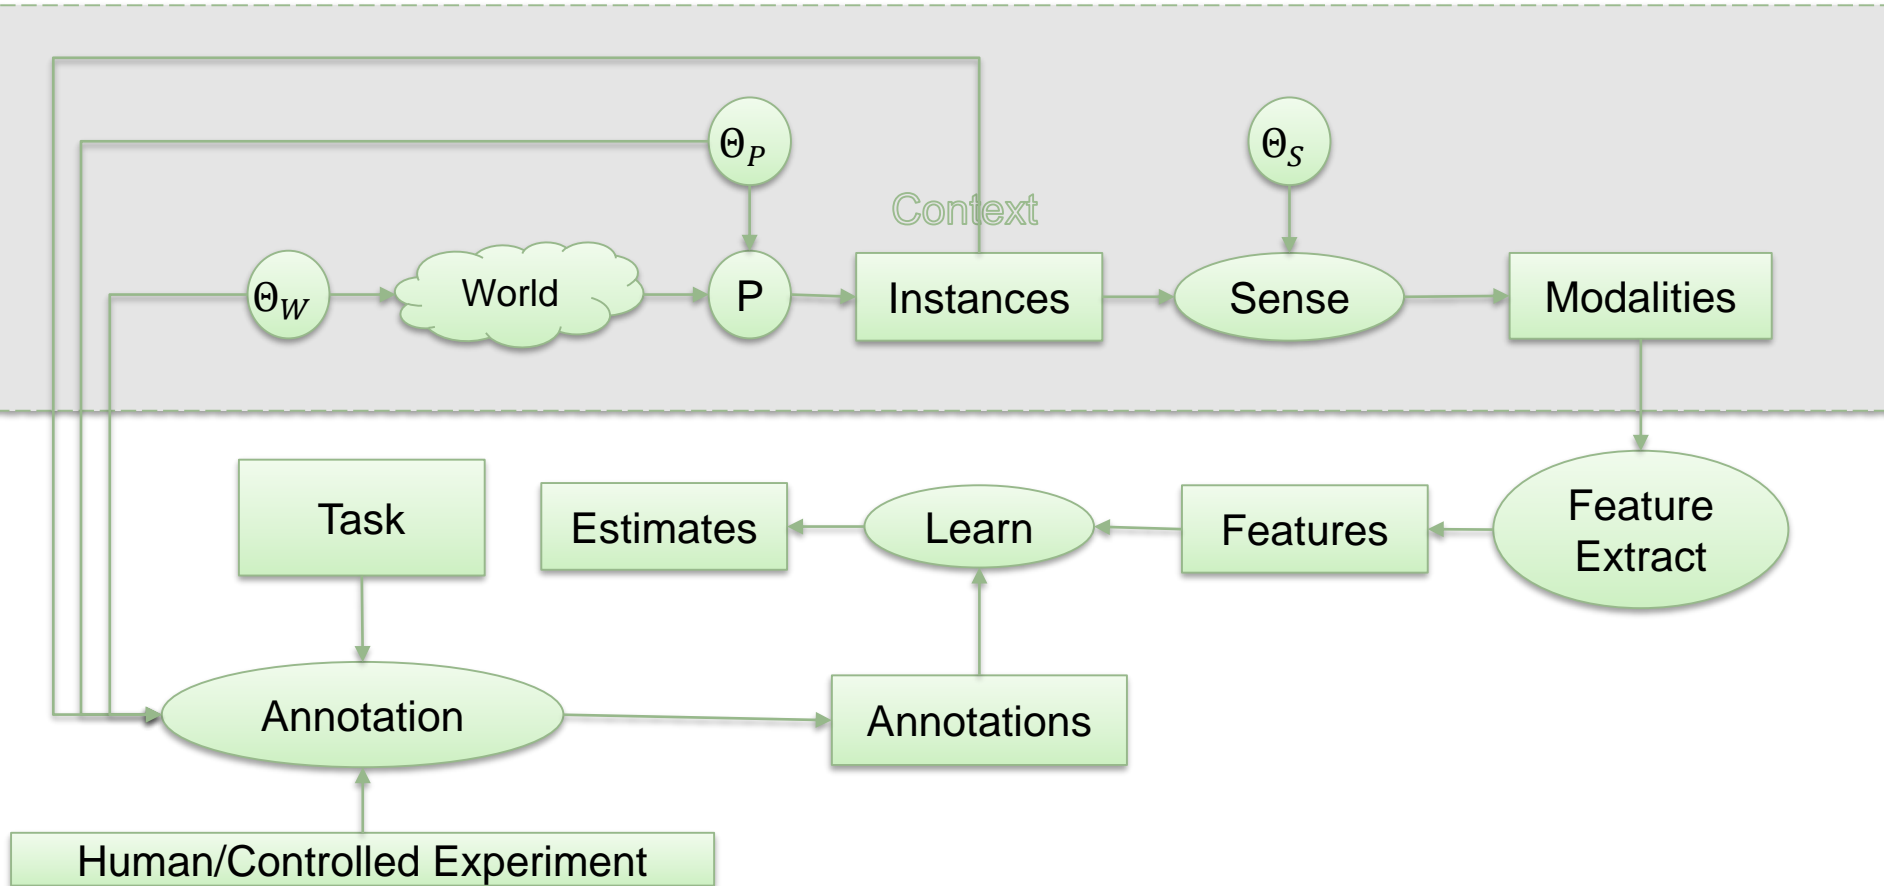 Θ_P
Θ_S
Context
Θ_W
World
P
Instances
Sense
Modalities
Task
Estimates
Learn
Features
Feature
Extract
Annotation
Annotations
Human/Controlled Experiment